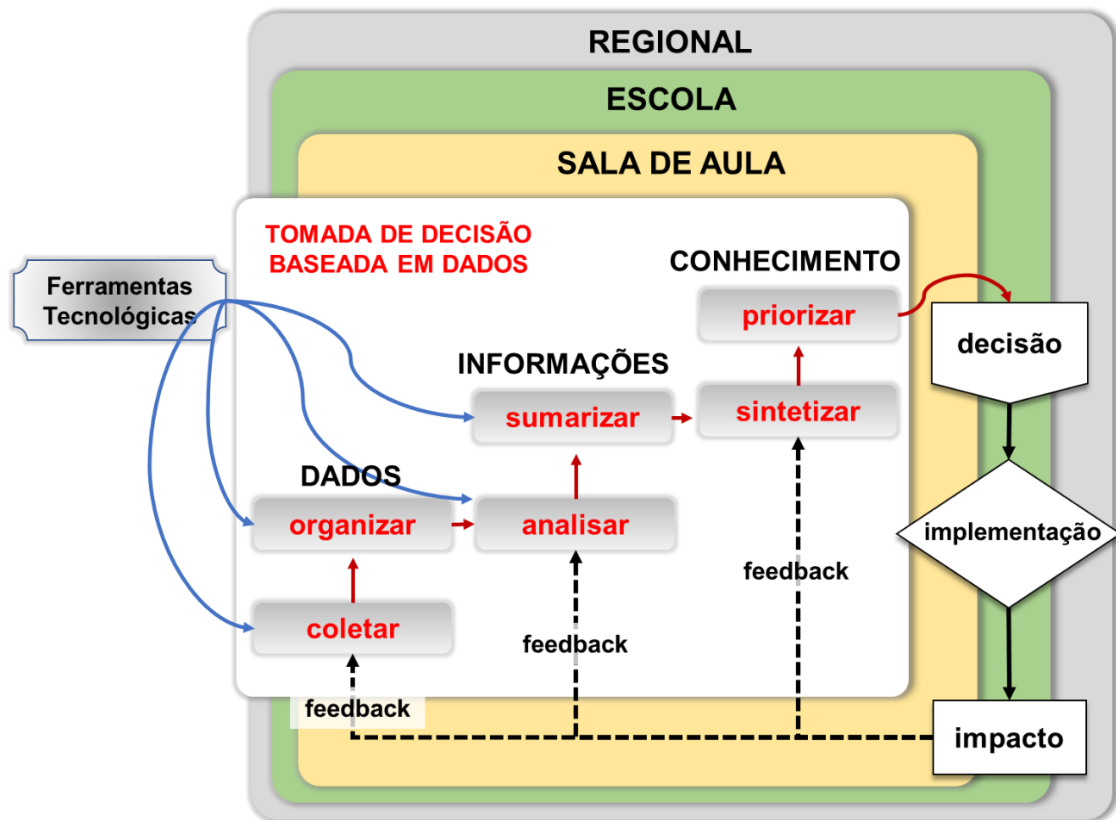 REGIONAL
ESCOLA
SALA DE AULA
TOMADA DE DECISÃO
BASEADA EM DADOS
Ferramentas
Tecnológicas
CONHECIMENTO
priorizar
decisão
INFORMAÇÕES
sumarizar
sintetizar
DADOS
organizar
analisar
implementação
feedback
coletar
feedback
feedback
impacto